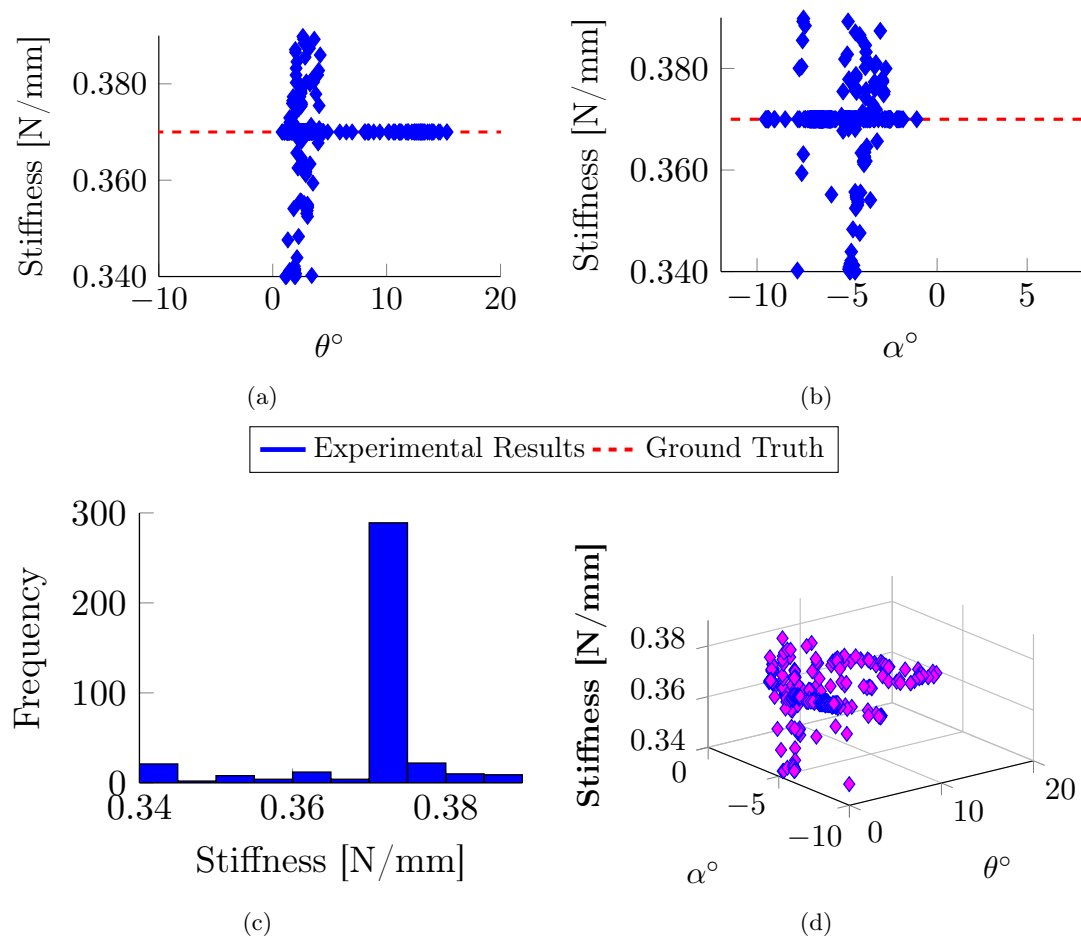 0.380
0.360
0.340
Stiffness [N/mm]
−10
0
10
20
θ°
(a)
0.380
0.360
0.340
Stiffness [N/mm]
−10
−5
0
5
α°
(b)
Experimental Results
Ground Truth
300
200
100
0
Frequency
0.34
0.36
0.38
Stiffness [N/mm]
(c)
0.38
0.36
0.34
Stiffness [N/mm]
0
−5
−10
α°
0
10
20
θ°
(d)